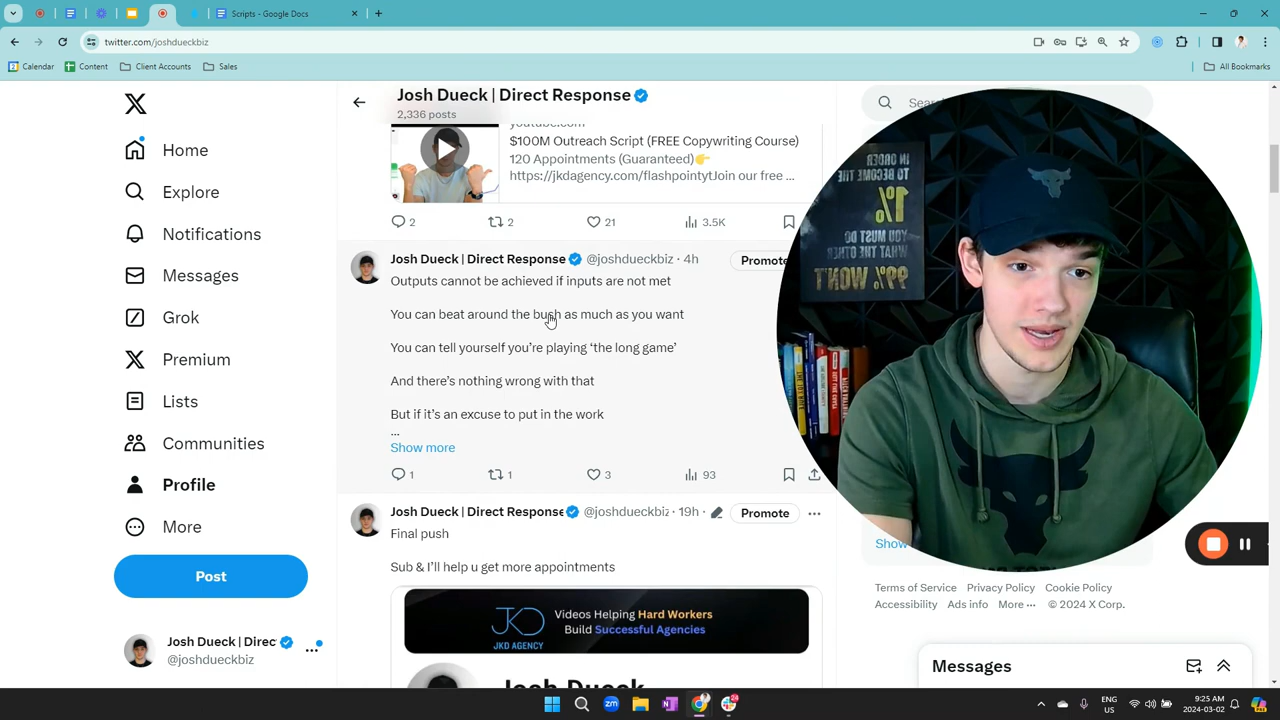 Scripts - Google Docs
twitter.com/joshdueckbiz
Calendar
Content
Client Accounts
Sales
All Bookmarks
Home
Explore
Notifications
Messages
Grok
Premium
Lists
Communities
Profile
More
Post
Josh Dueck | Direc
@joshdueckbiz
Josh Dueck | Direct Response
2,336 posts
youtube.com
$100M Outreach Script (FREE Copywriting Course)
120 Appointments (Guaranteed)👉
https://jkdagency.com/flashpointytJoin our free ...
2
2
21
3.5K
Josh Dueck | Direct Response @joshdueckbiz · 4h
Promote
Outputs cannot be achieved if inputs are not met
You can beat around the bush as much as you want
You can tell yourself you're playing ‘the long game’
And there's nothing wrong with that
But if it's an excuse to put in the work
...
Show more
1
1
3
93
Josh Dueck | Direct Response @joshdueckbiz · 19h ·
Promote
Final push
Sub & I'll help u get more appointments
JKD AGENCY
Videos Helping Hard Workers
Build Successful Agencies
Josh Dueck
IN ORDER
TO BECOME THE
1%
YOU MUST DO
WHAT THE OTHER
99% WON'T
Show
Terms of Service Privacy Policy Cookie Policy
Accessibility Ads info More ··· © 2024 X Corp.
Messages
24
ENG
US
9:25 AM
2024-03-02